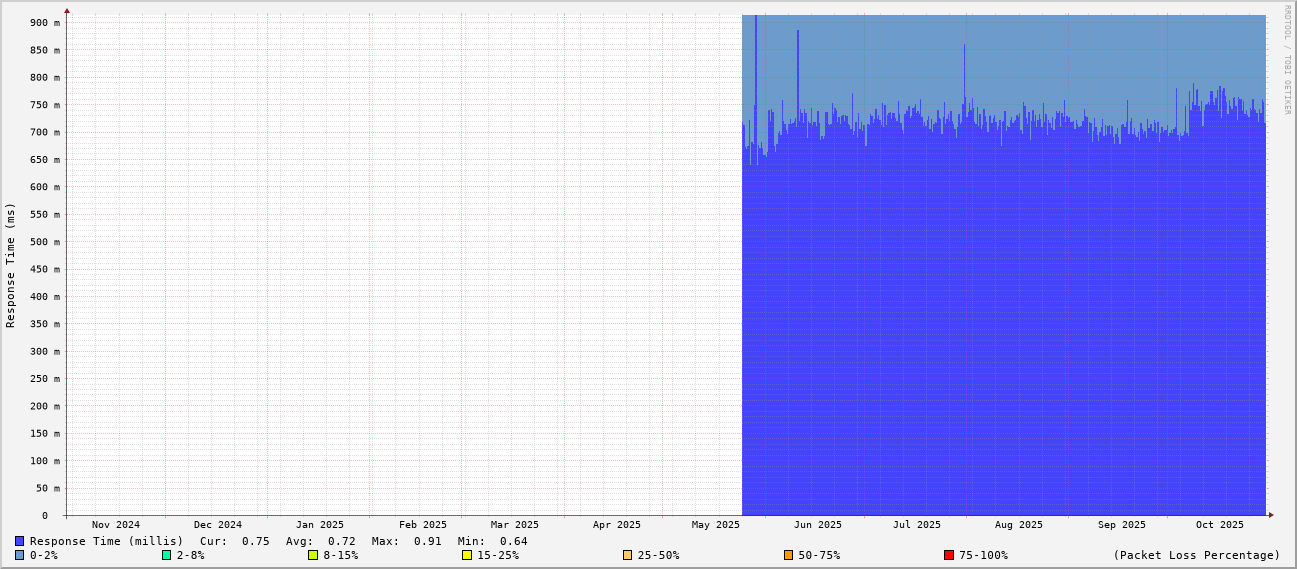 RRDTOOL / TOBI OETIKER
Response Time (ms)
900 m
850 m
800 m
750 m
700 m
650 m
600 m
550 m
500 m
450 m
400 m
350 m
300 m
250 m
200 m
150 m
100 m
50 m
0
Nov 2024 Dec 2024 Jan 2025 Feb 2025 Mar 2025 Apr 2025 May 2025 Jun 2025 Jul 2025 Aug 2025 Sep 2025 Oct 2025
Response Time (millis) Cur: 0.75 Avg: 0.72 Max: 0.91 Min: 0.64
0-2% 2-8% 8-15% 15-25% 25-50% 50-75% 75-100% (Packet Loss Percentage)